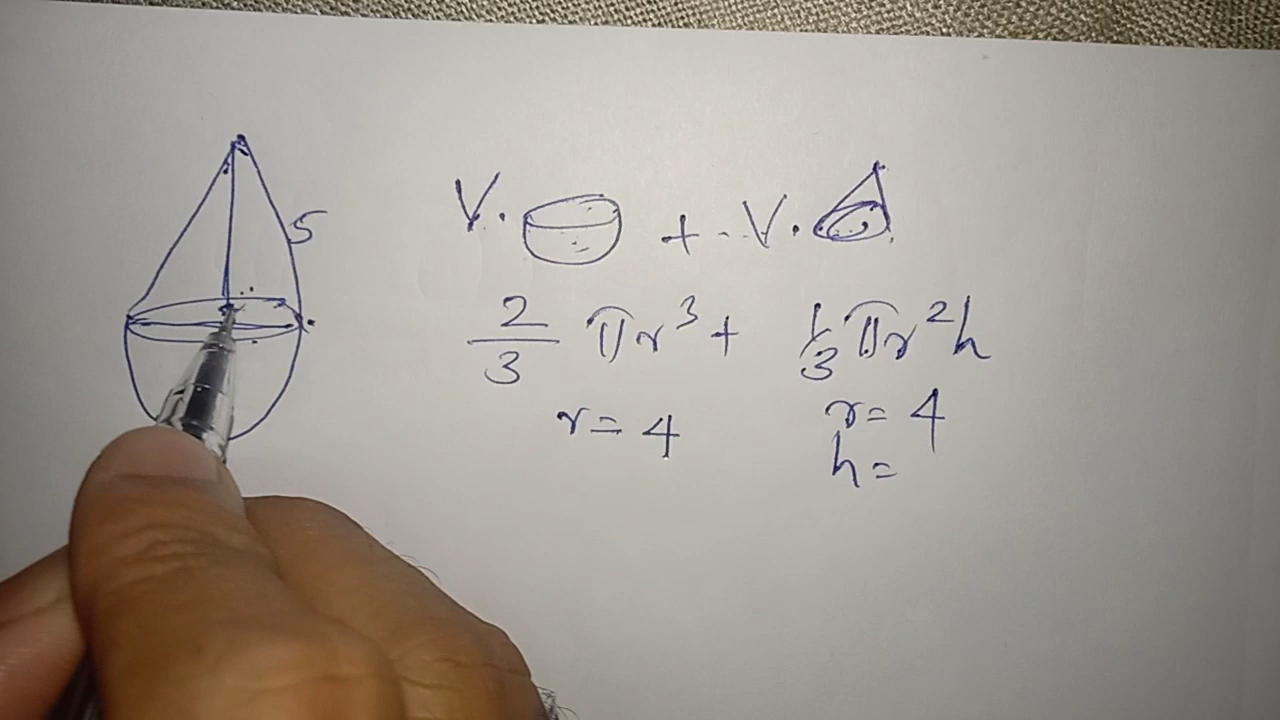 5
V. + V.
2/3 πr³ + 1/3 πr²h
r = 4 r = 4
h =